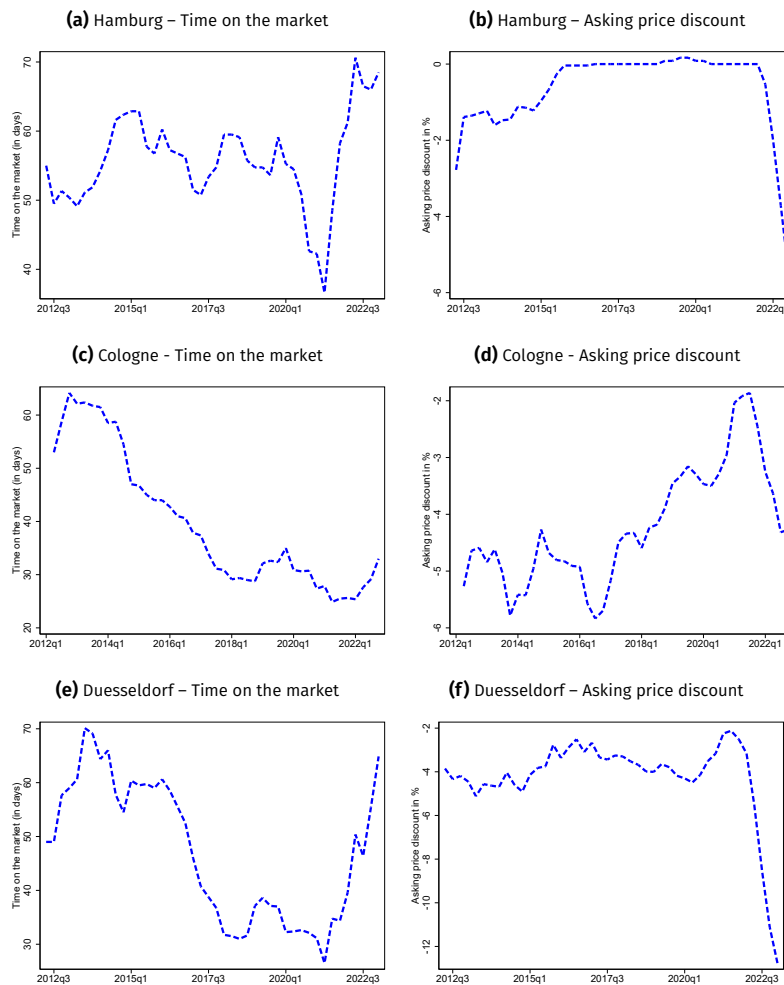 (a) Hamburg – Time on the market
Time on the market (in days)
70
60
50
40
2012q3 2015q1 2017q3 2020q1 2022q3
(b) Hamburg – Asking price discount
Asking price discount in %
0
-2
-4
-6
2012q3 2015q1 2017q3 2020q1 2022q
(c) Cologne - Time on the market
Time on the market (in days)
60
50
40
30
20
2012q1 2014q1 2016q1 2018q1 2020q1 2022q1
(d) Cologne - Asking price discount
Asking price discount in %
-2
-3
-4
-5
-6
2012q1 2014q1 2016q1 2018q1 2020q1 2022q1
(e) Duesseldorf – Time on the market
Time on the market (in days)
70
60
50
40
30
2012q3 2015q1 2017q3 2020q1 2022q3
(f) Duesseldorf – Asking price discount
Asking price discount in %
-2
-4
-6
-8
-10
-12
2012q3 2015q1 2017q3 2020q1 2022q3